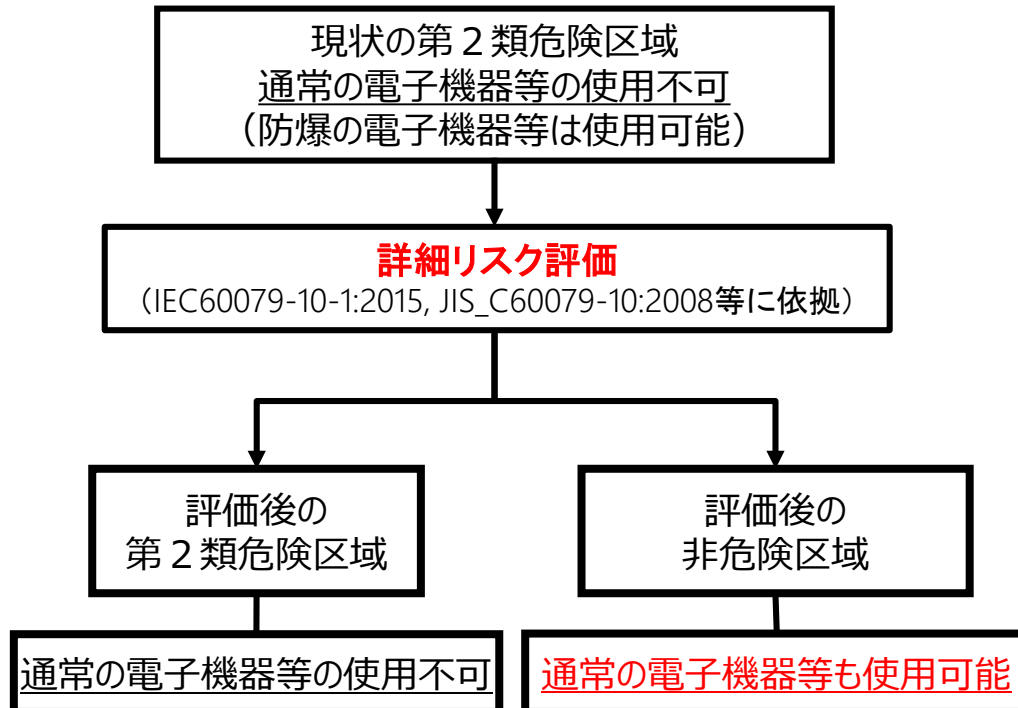 現状の第２類危険区域
通常の電子機器等の使用不可
（防爆の電子機器等は使用可能）
詳細リスク評価
（IEC60079-10-1:2015, JIS_C60079-10:2008等に依拠）
評価後の
第２類危険区域
評価後の
非危険区域
通常の電子機器等の使用不可
通常の電子機器等も使用可能